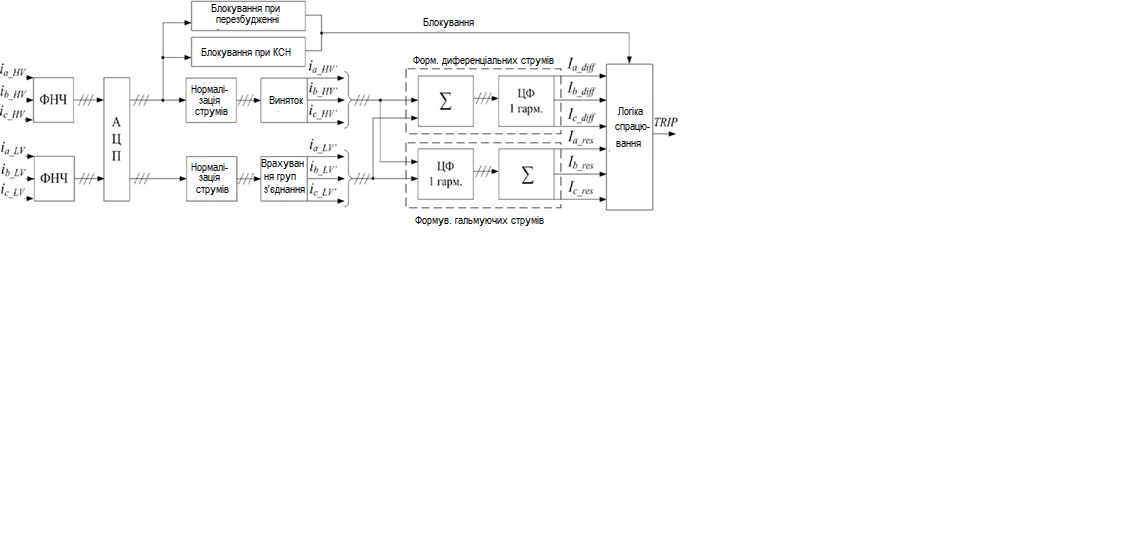 Блокування при
перезбудженні
Блокування
Блокування при КСН
Форм. диференціальних струмів
i_a_HV
i_b_HV
i_c_HV
ФНЧ
А
Ц
П
Нормалі-
зація
струмів
Виняток
i_a_HV'
i_b_HV'
i_c_HV'
∑
ЦФ
1 гарм.
I_a_diff
I_b_diff
I_c_diff
I_a_res
I_b_res
I_c_res
Логіка
спрацю-
вання
TRIP
i_a_LV
i_b_LV
i_c_LV
ФНЧ
Нормалі-
зація
струмів
Врахуван
ня груп
з'єднання
i_a_LV'
i_b_LV'
i_c_LV'
ЦФ
1 гарм.
∑
Формув. гальмуючих струмів